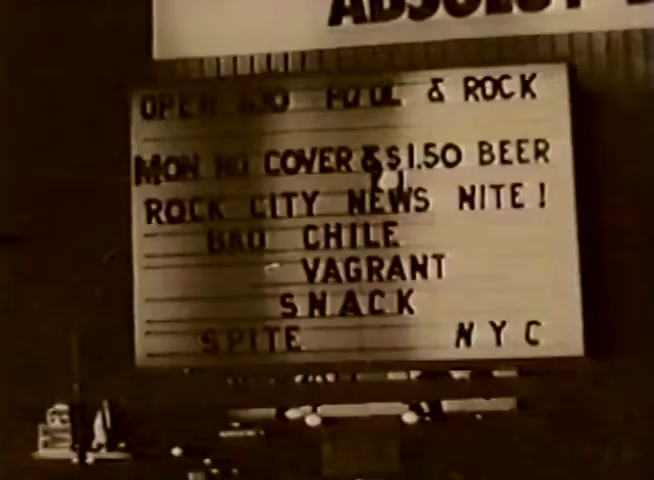 ABSOLUT
OPEN POOL & ROCK
MON NO COVER & $1.50 BEER
ROCK CITY NEWS NITE!
BAD CHILE
VAGRANT
SNACK
SPITE NYC